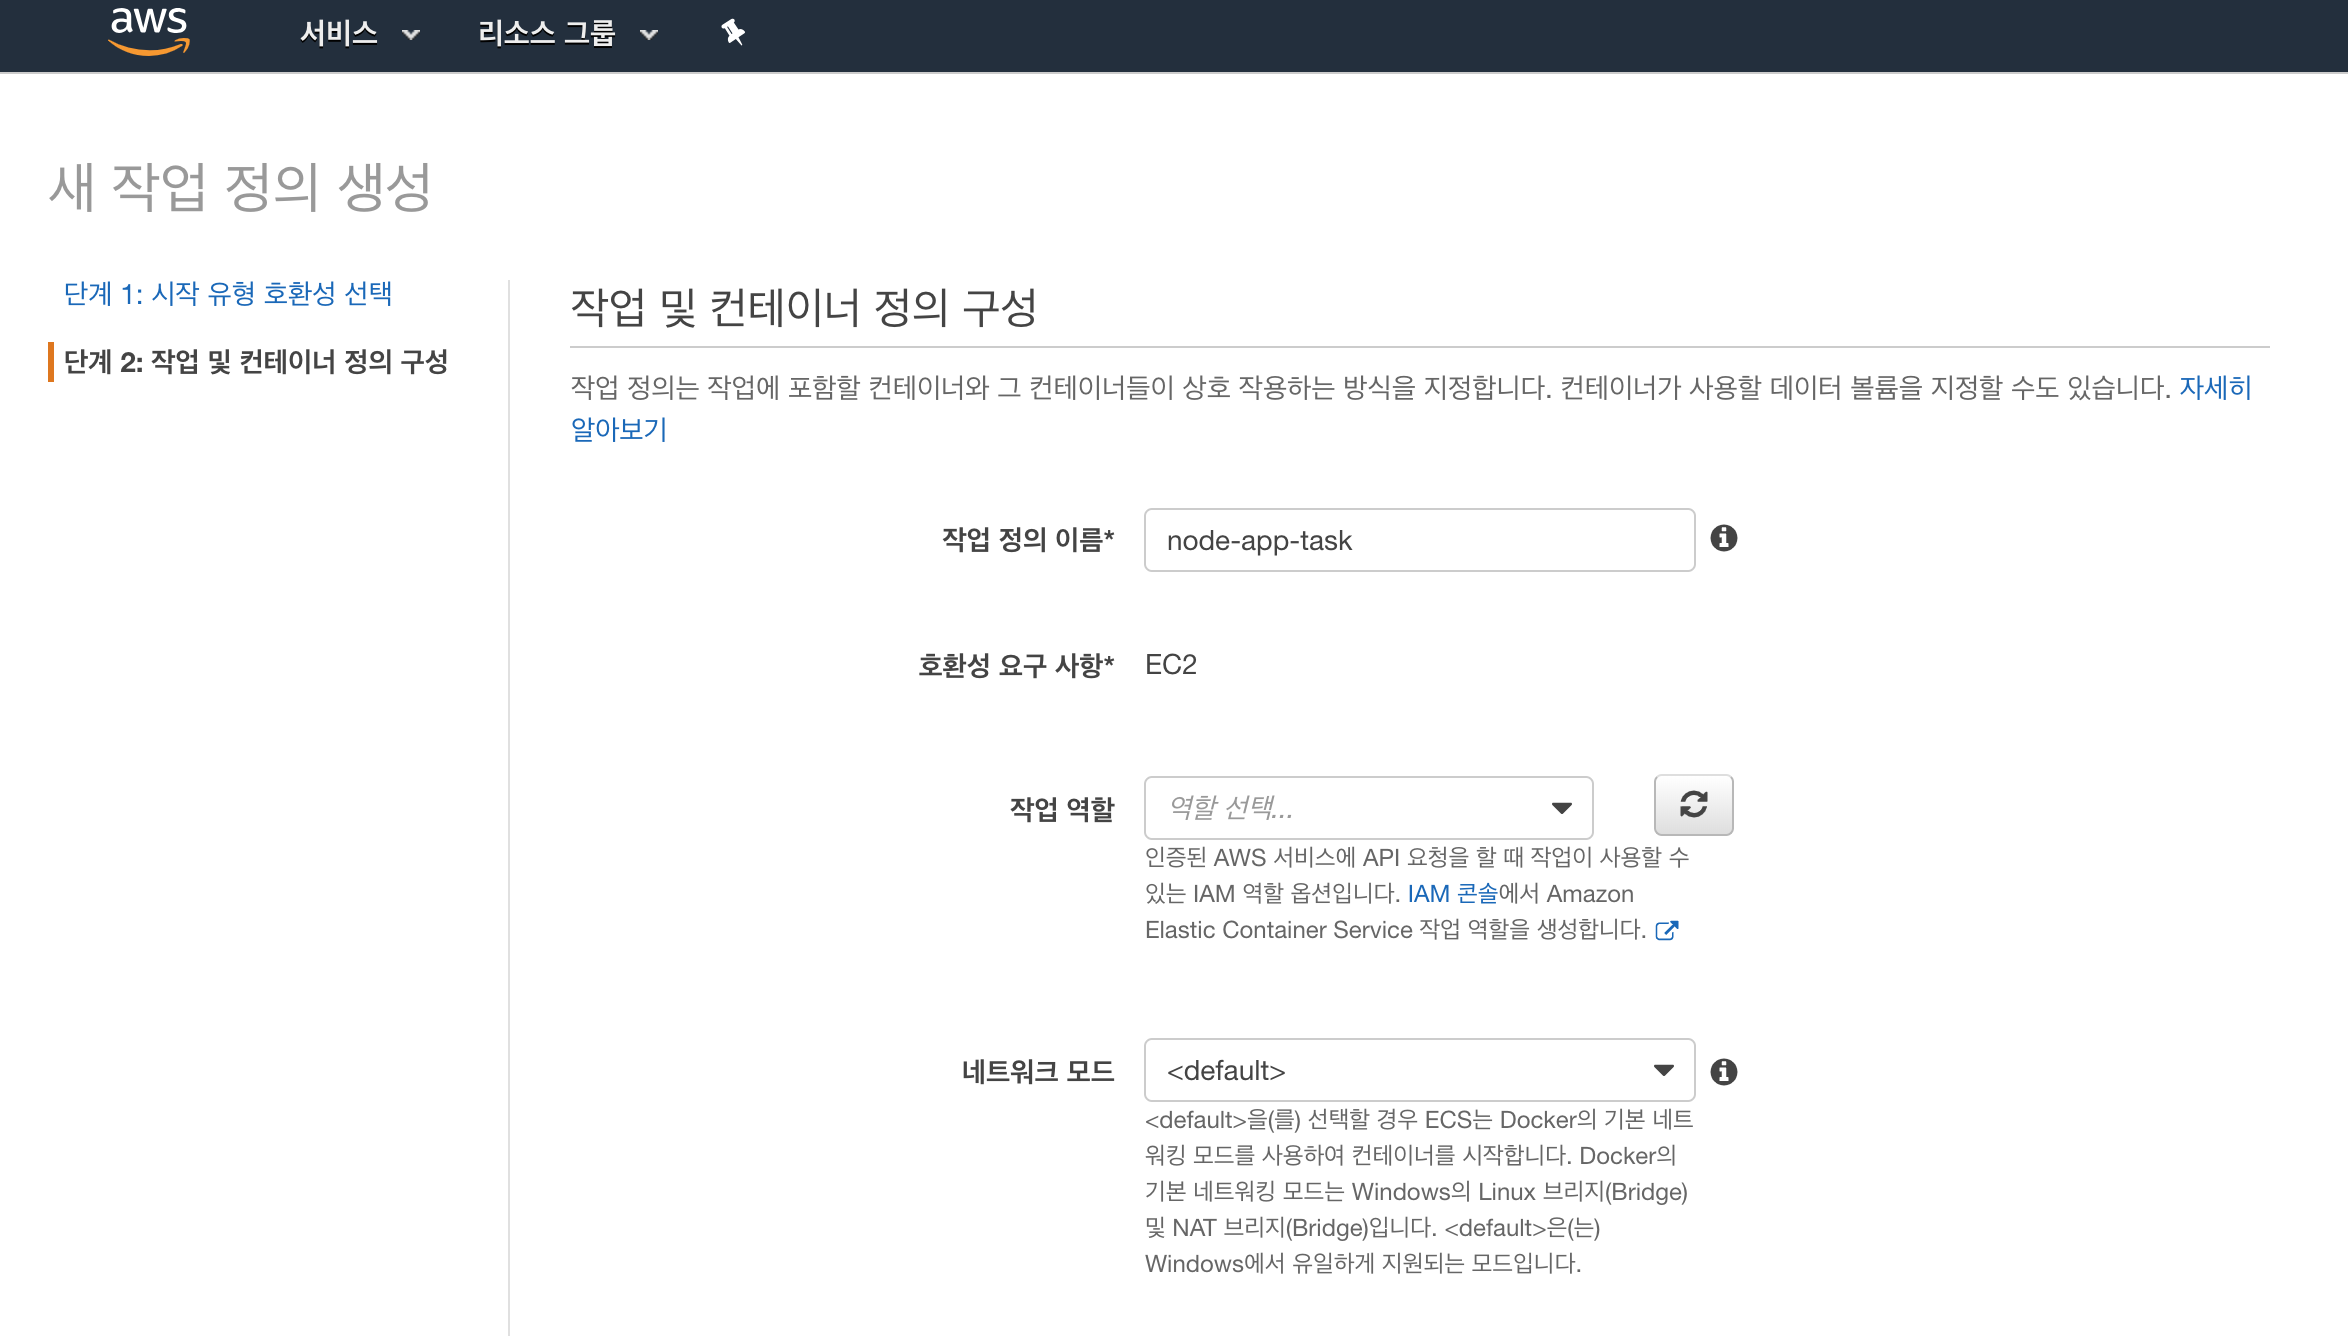 aws 서비스 리소스 그룹
새 작업 정의 생성
단계 1: 시작 유형 호환성 선택
단계 2: 작업 및 컨테이너 정의 구성
작업 및 컨테이너 정의 구성
작업 정의는 작업에 포함할 컨테이너와 그 컨테이너들이 상호 작용하는 방식을 지정합니다. 컨테이너가 사용할 데이터 볼륨을 지정할 수도 있습니다. 자세히
알아보기
작업 정의 이름* node-app-task
호환성 요구 사항* EC2
작업 역할 역할 선택...
인증된 AWS 서비스에 API 요청을 할 때 작업이 사용할 수
있는 IAM 역할 옵션입니다. IAM 콘솔에서 Amazon
Elastic Container Service 작업 역할을 생성합니다.
네트워크 모드 <default>
<default>을(를) 선택할 경우 ECS는 Docker의 기본 네트
워킹 모드를 사용하여 컨테이너를 시작합니다. Docker의
기본 네트워킹 모드는 Windows의 Linux 브리지(Bridge)
및 NAT 브리지(Bridge)입니다. <default>은(는)
Windows에서 유일하게 지원되는 모드입니다.